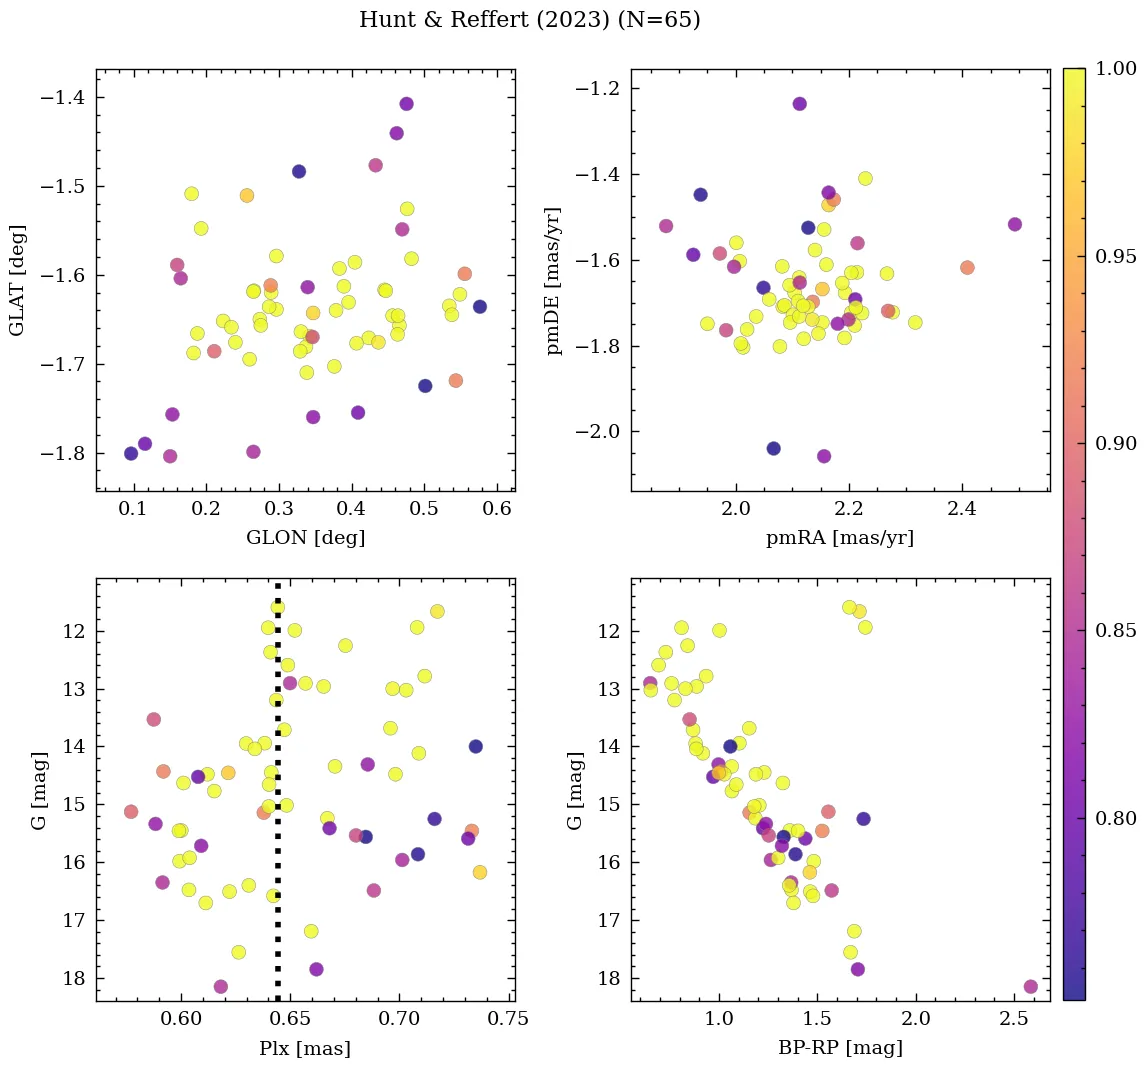 Hunt & Reffert (2023) (N=65)
−1.4
−1.5
−1.6
−1.7
−1.8
GLAT [deg]
0.1 0.2 0.3 0.4 0.5 0.6
GLON [deg]
−1.2
−1.4
−1.6
−1.8
−2.0
pmDE [mas/yr]
2.0 2.2 2.4
pmRA [mas/yr]
1.00
0.95
0.90
0.85
0.80
12
13
14
15
16
17
18
G [mag]
0.60 0.65 0.70 0.75
Plx [mas]
12
13
14
15
16
17
18
G [mag]
1.0 1.5 2.0 2.5
BP-RP [mag]